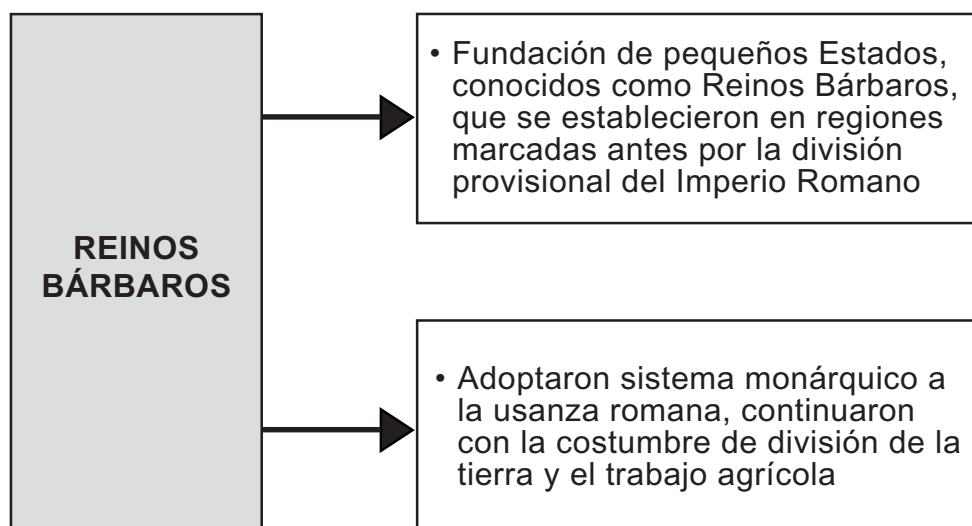 REINOS
BÁRBAROS
• Fundación de pequeños Estados,
conocidos como Reinos Bárbaros,
que se establecieron en regiones
marcadas antes por la división
provisional del Imperio Romano
• Adoptaron sistema monárquico a
la usanza romana, continuaron
con la costumbre de división de la
tierra y el trabajo agrícola